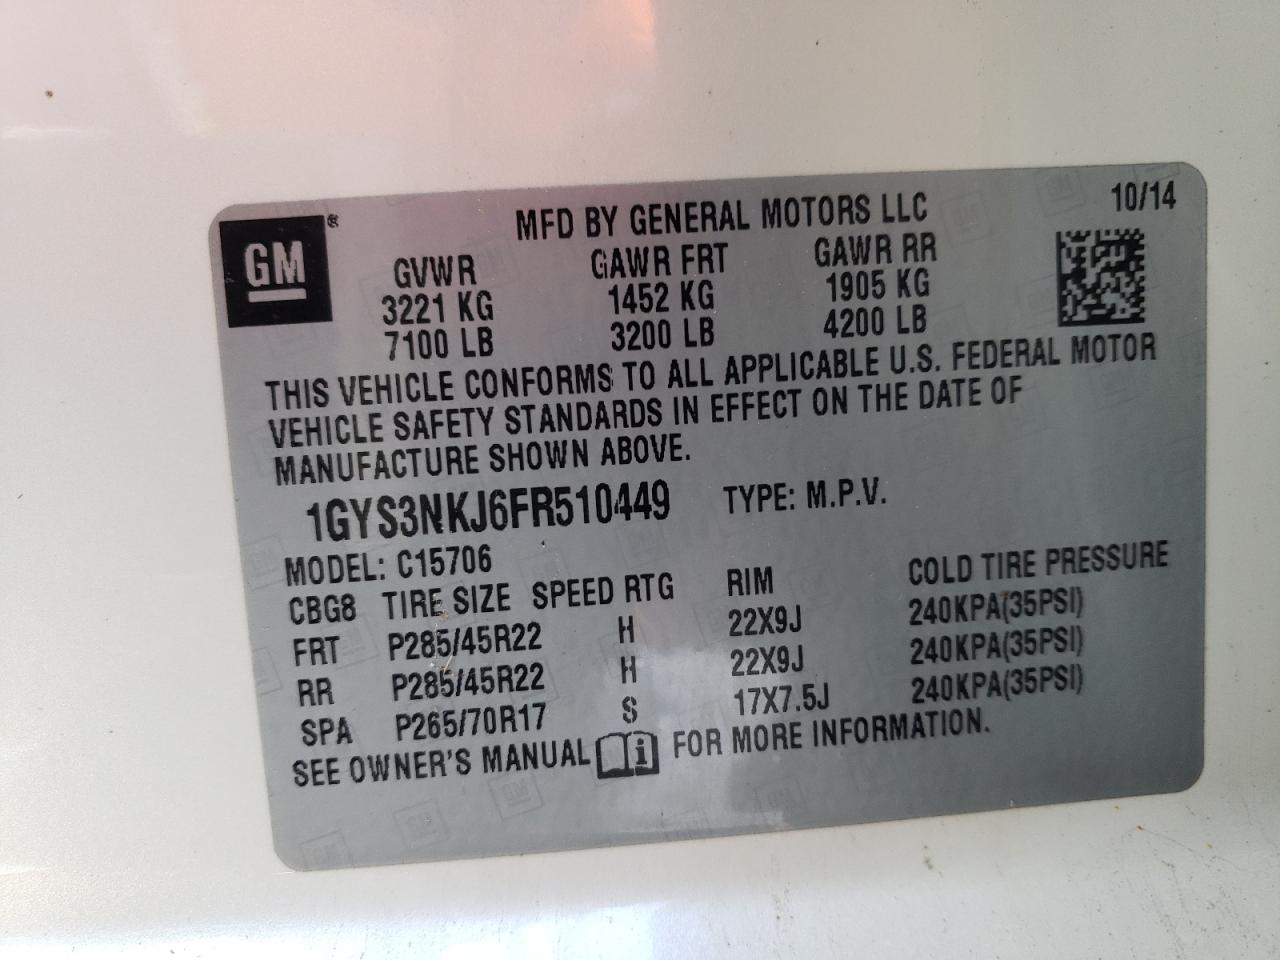 10/14
GM®
MFD BY GENERAL MOTORS LLC
GVWR GAWR FRT GAWR RR
3221 KG 1452 KG 1905 KG
7100 LB 3200 LB 4200 LB
THIS VEHICLE CONFORMS TO ALL APPLICABLE U.S. FEDERAL MOTOR
VEHICLE SAFETY STANDARDS IN EFFECT ON THE DATE OF
MANUFACTURE SHOWN ABOVE.
1GYS3NKJ6FR510449 TYPE: M.P.V.
MODEL: C15706
CBG8 TIRE SIZE SPEED RTG RIM COLD TIRE PRESSURE
FRT P285/45R22 H 22X9J 240KPA(35PSI)
RR P285/45R22 H 22X9J 240KPA(35PSI)
SPA P265/70R17 S 17X7.5J 240KPA(35PSI)
SEE OWNER'S MANUAL i FOR MORE INFORMATION.